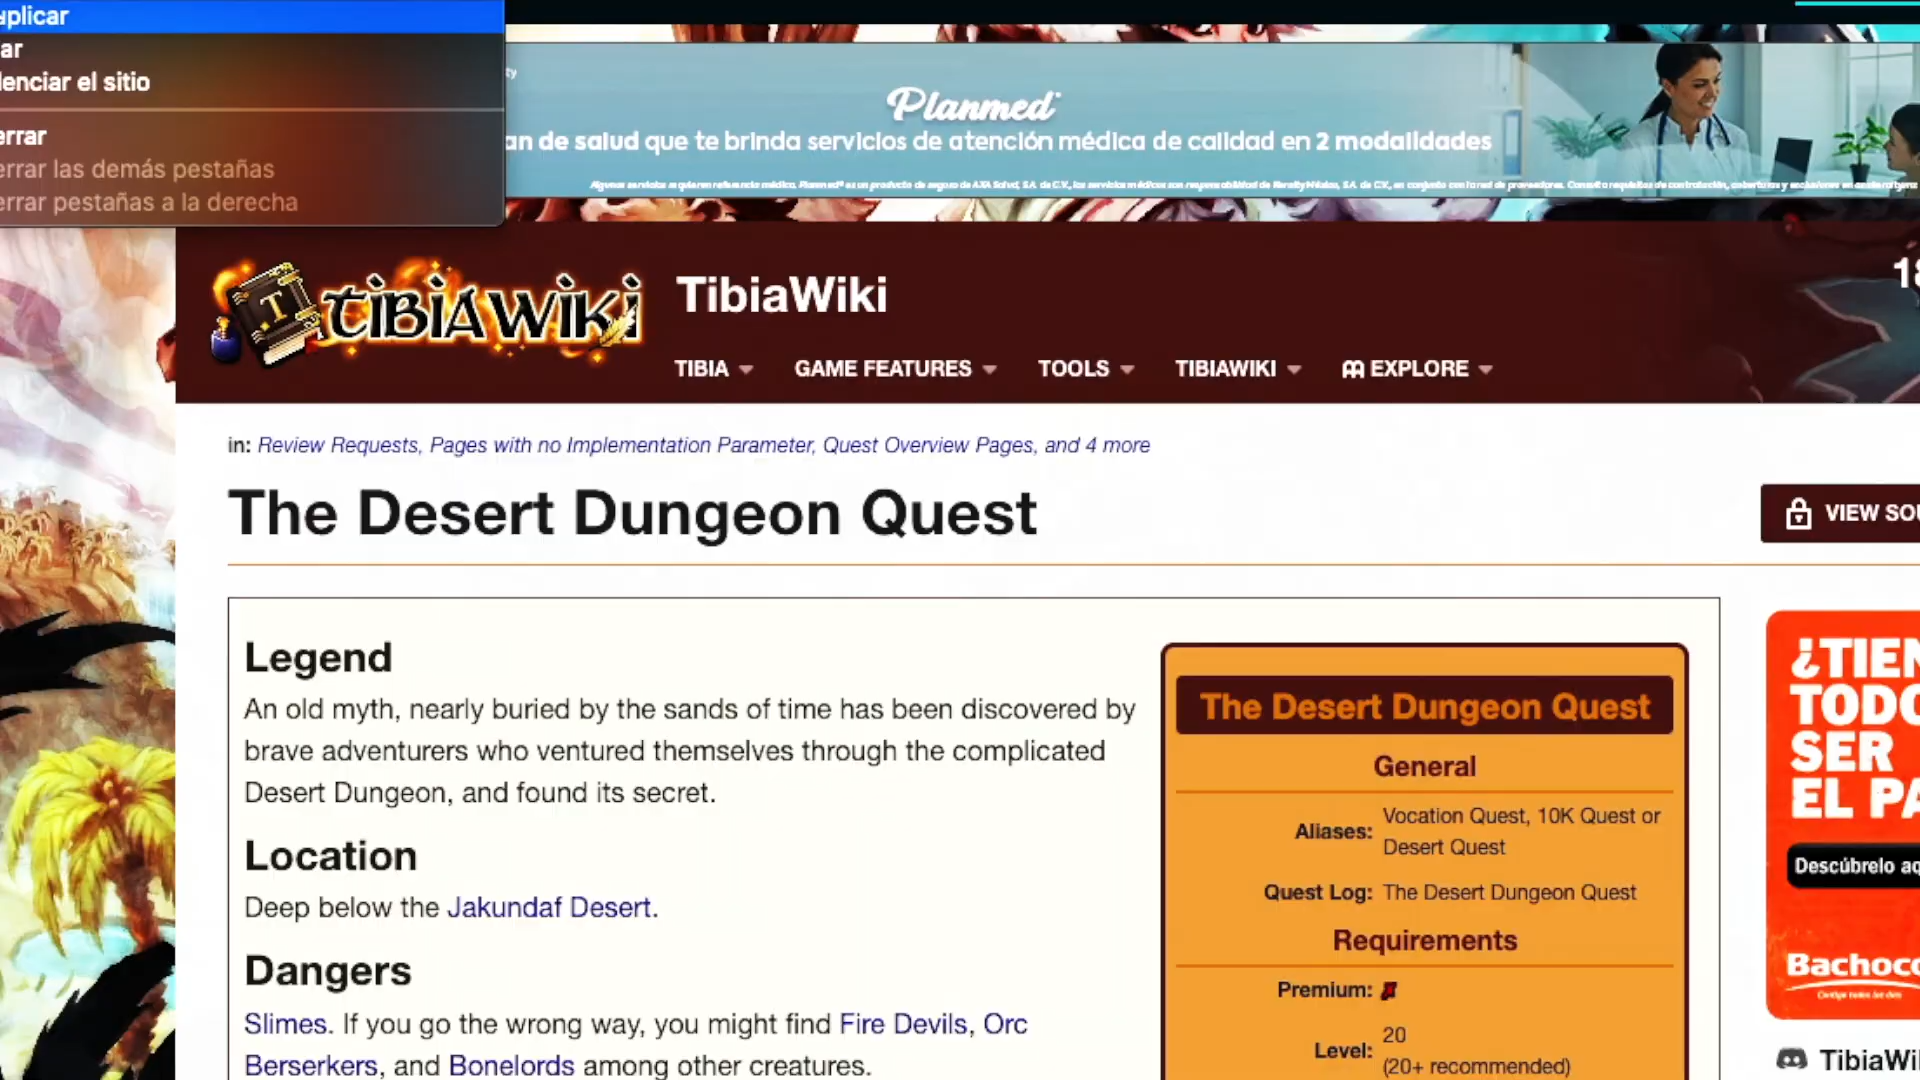 plicar
ar
enciar el sitio
errar
errar las demás pestañas
errar pestañas a la derecha
Planmed
an de salud que te brinda servicios de atención médica de calidad en 2 modalidades
TIBIAWIKI
TibiaWiki
18
TIBIA
GAME FEATURES
TOOLS
TIBIAWIKI
EXPLORE
in: Review Requests, Pages with no Implementation Parameter, Quest Overview Pages, and 4 more
The Desert Dungeon Quest
VIEW SOU
Legend
An old myth, nearly buried by the sands of time has been discovered by
brave adventurers who ventured themselves through the complicated
Desert Dungeon, and found its secret.
Location
Deep below the Jakundaf Desert.
Dangers
Slimes. If you go the wrong way, you might find Fire Devils, Orc
Berserkers, and Bonelords among other creatures.
The Desert Dungeon Quest
General
Aliases: Vocation Quest, 10K Quest or
Desert Quest
Quest Log: The Desert Dungeon Quest
Requirements
Premium:
Level: 20
(20+ recommended)
¿TIEN
TODO
SER
EL PA
Descúbrelo aq
Bachoco
TibiaWi